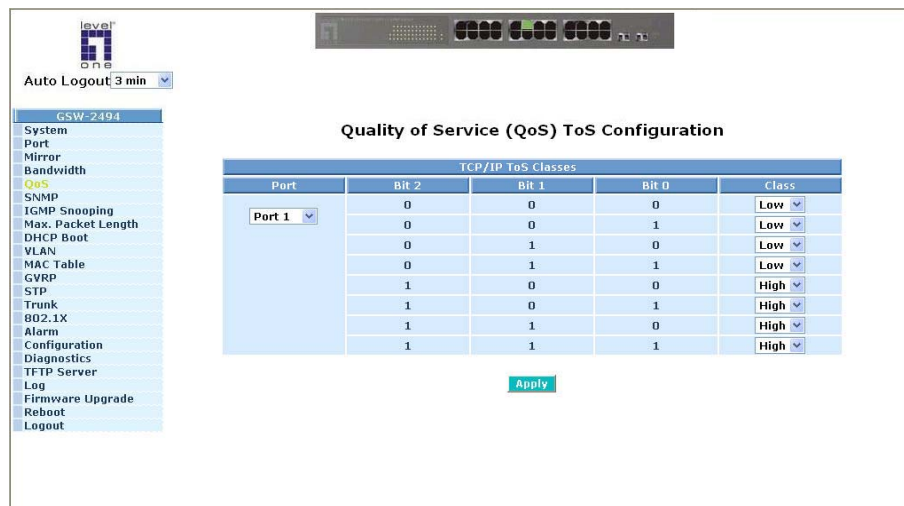 level
one
Auto Logout 3 min
GSW-2494
System
Port
Mirror
Bandwidth
QoS
SNMP
IGMP Snooping
Max. Packet Length
DHCP Boot
VLAN
MAC Table
GVRP
STP
Trunk
802.1X
Alarm
Configuration
Diagnostics
TFTP Server
Log
Firmware Upgrade
Reboot
Logout
Quality of Service (QoS) ToS Configuration
TCP/IP ToS Classes
Port Bit 2 Bit 1 Bit 0 Class
Port 1
0 0 0 Low
0 0 1 Low
0 1 0 Low
0 1 1 Low
1 0 0 High
1 0 1 High
1 1 0 High
1 1 1 High
Apply